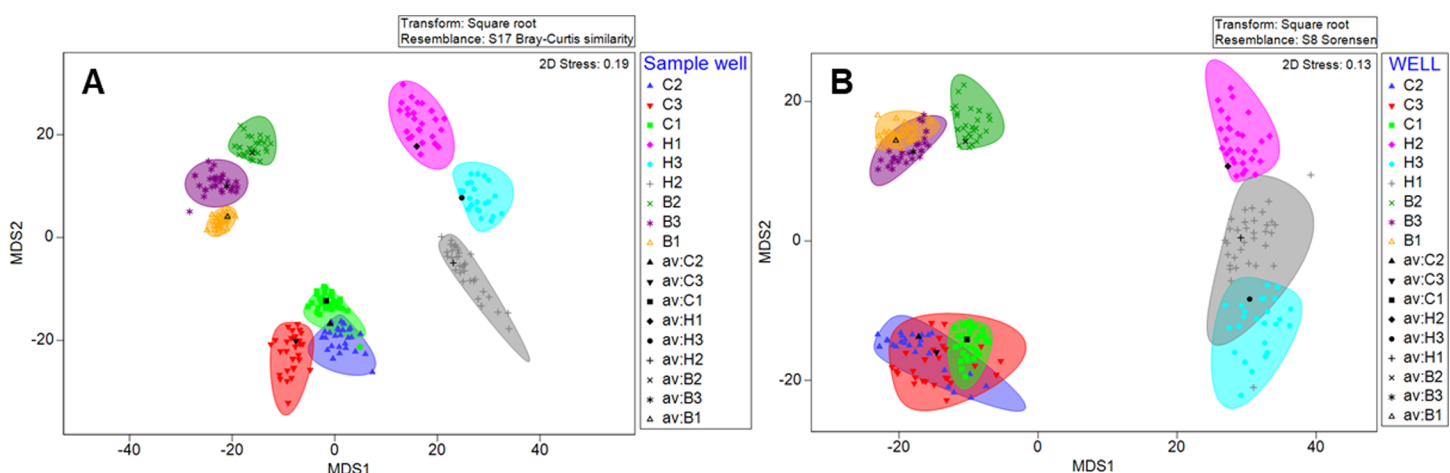 Transform: Square root
Resemblance: S17 Bray-Curtis similarity
A
2D Stress: 0.19
Sample well
C2
C3
C1
H1
H3
H2
B2
B3
B1
av:C2
av:C3
av:C1
av:H1
av:H3
av:H2
av:B2
av:B3
av:B1
MDS2
20
0
-20
-40
-20
0
20
40
MDS1
Transform: Square root
Resemblance: S8 Sorensen
B
2D Stress: 0.13
WELL
C2
C3
C1
H2
H3
H1
B2
B3
B1
av:C2
av:C3
av:C1
av:H2
av:H3
av:H1
av:B2
av:B3
av:B1
MDS2
20
0
-20
-20
0
20
40
MDS1